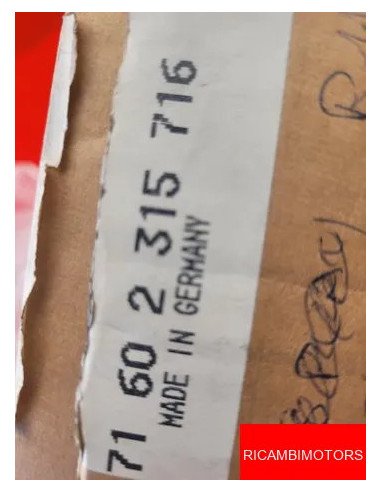 71 60 2 315 716
MADE IN GERMANY
RICAMBIMOTORS